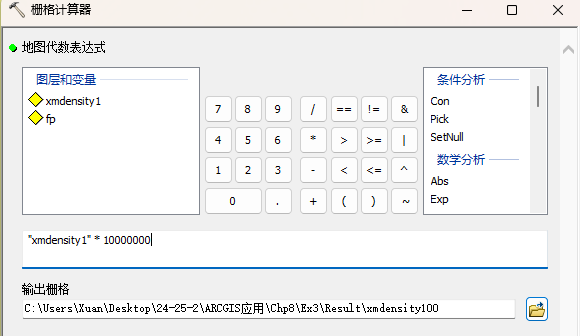 栅格计算器
地图代数表达式
图层和变量
xmdensity1
fp
7 8 9 / == != &
4 5 6 * > >= |
1 2 3 - < <= ^
0 . + ( ) ~
条件分析
Con
Pick
SetNull
数学分析
Abs
Exp
"xmdensity1" * 10000000
输出栅格
C:\Users\Xuan\Desktop\24-25-2\ARCGIS应用\Chp8\Ex3\Result\xmdensity100